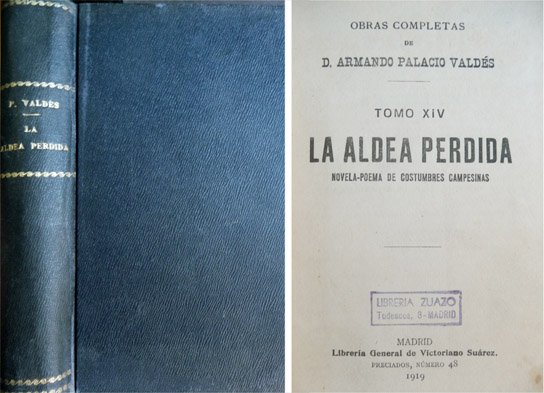 P. VALDÉS
LA
ALDEA PERDIDA
OBRAS COMPLETAS
DE
D. ARMANDO PALACIO VALDÉS
TOMO XIV
LA ALDEA PERDIDA
NOVELA-POEMA DE COSTUMBRES CAMPESINAS
LIBRERIA ZUAZO
Tudescos, 3-MADRID
MADRID
Librería General de Victoriano Suárez.
PRECIADOS, NÚMERO 48
1919